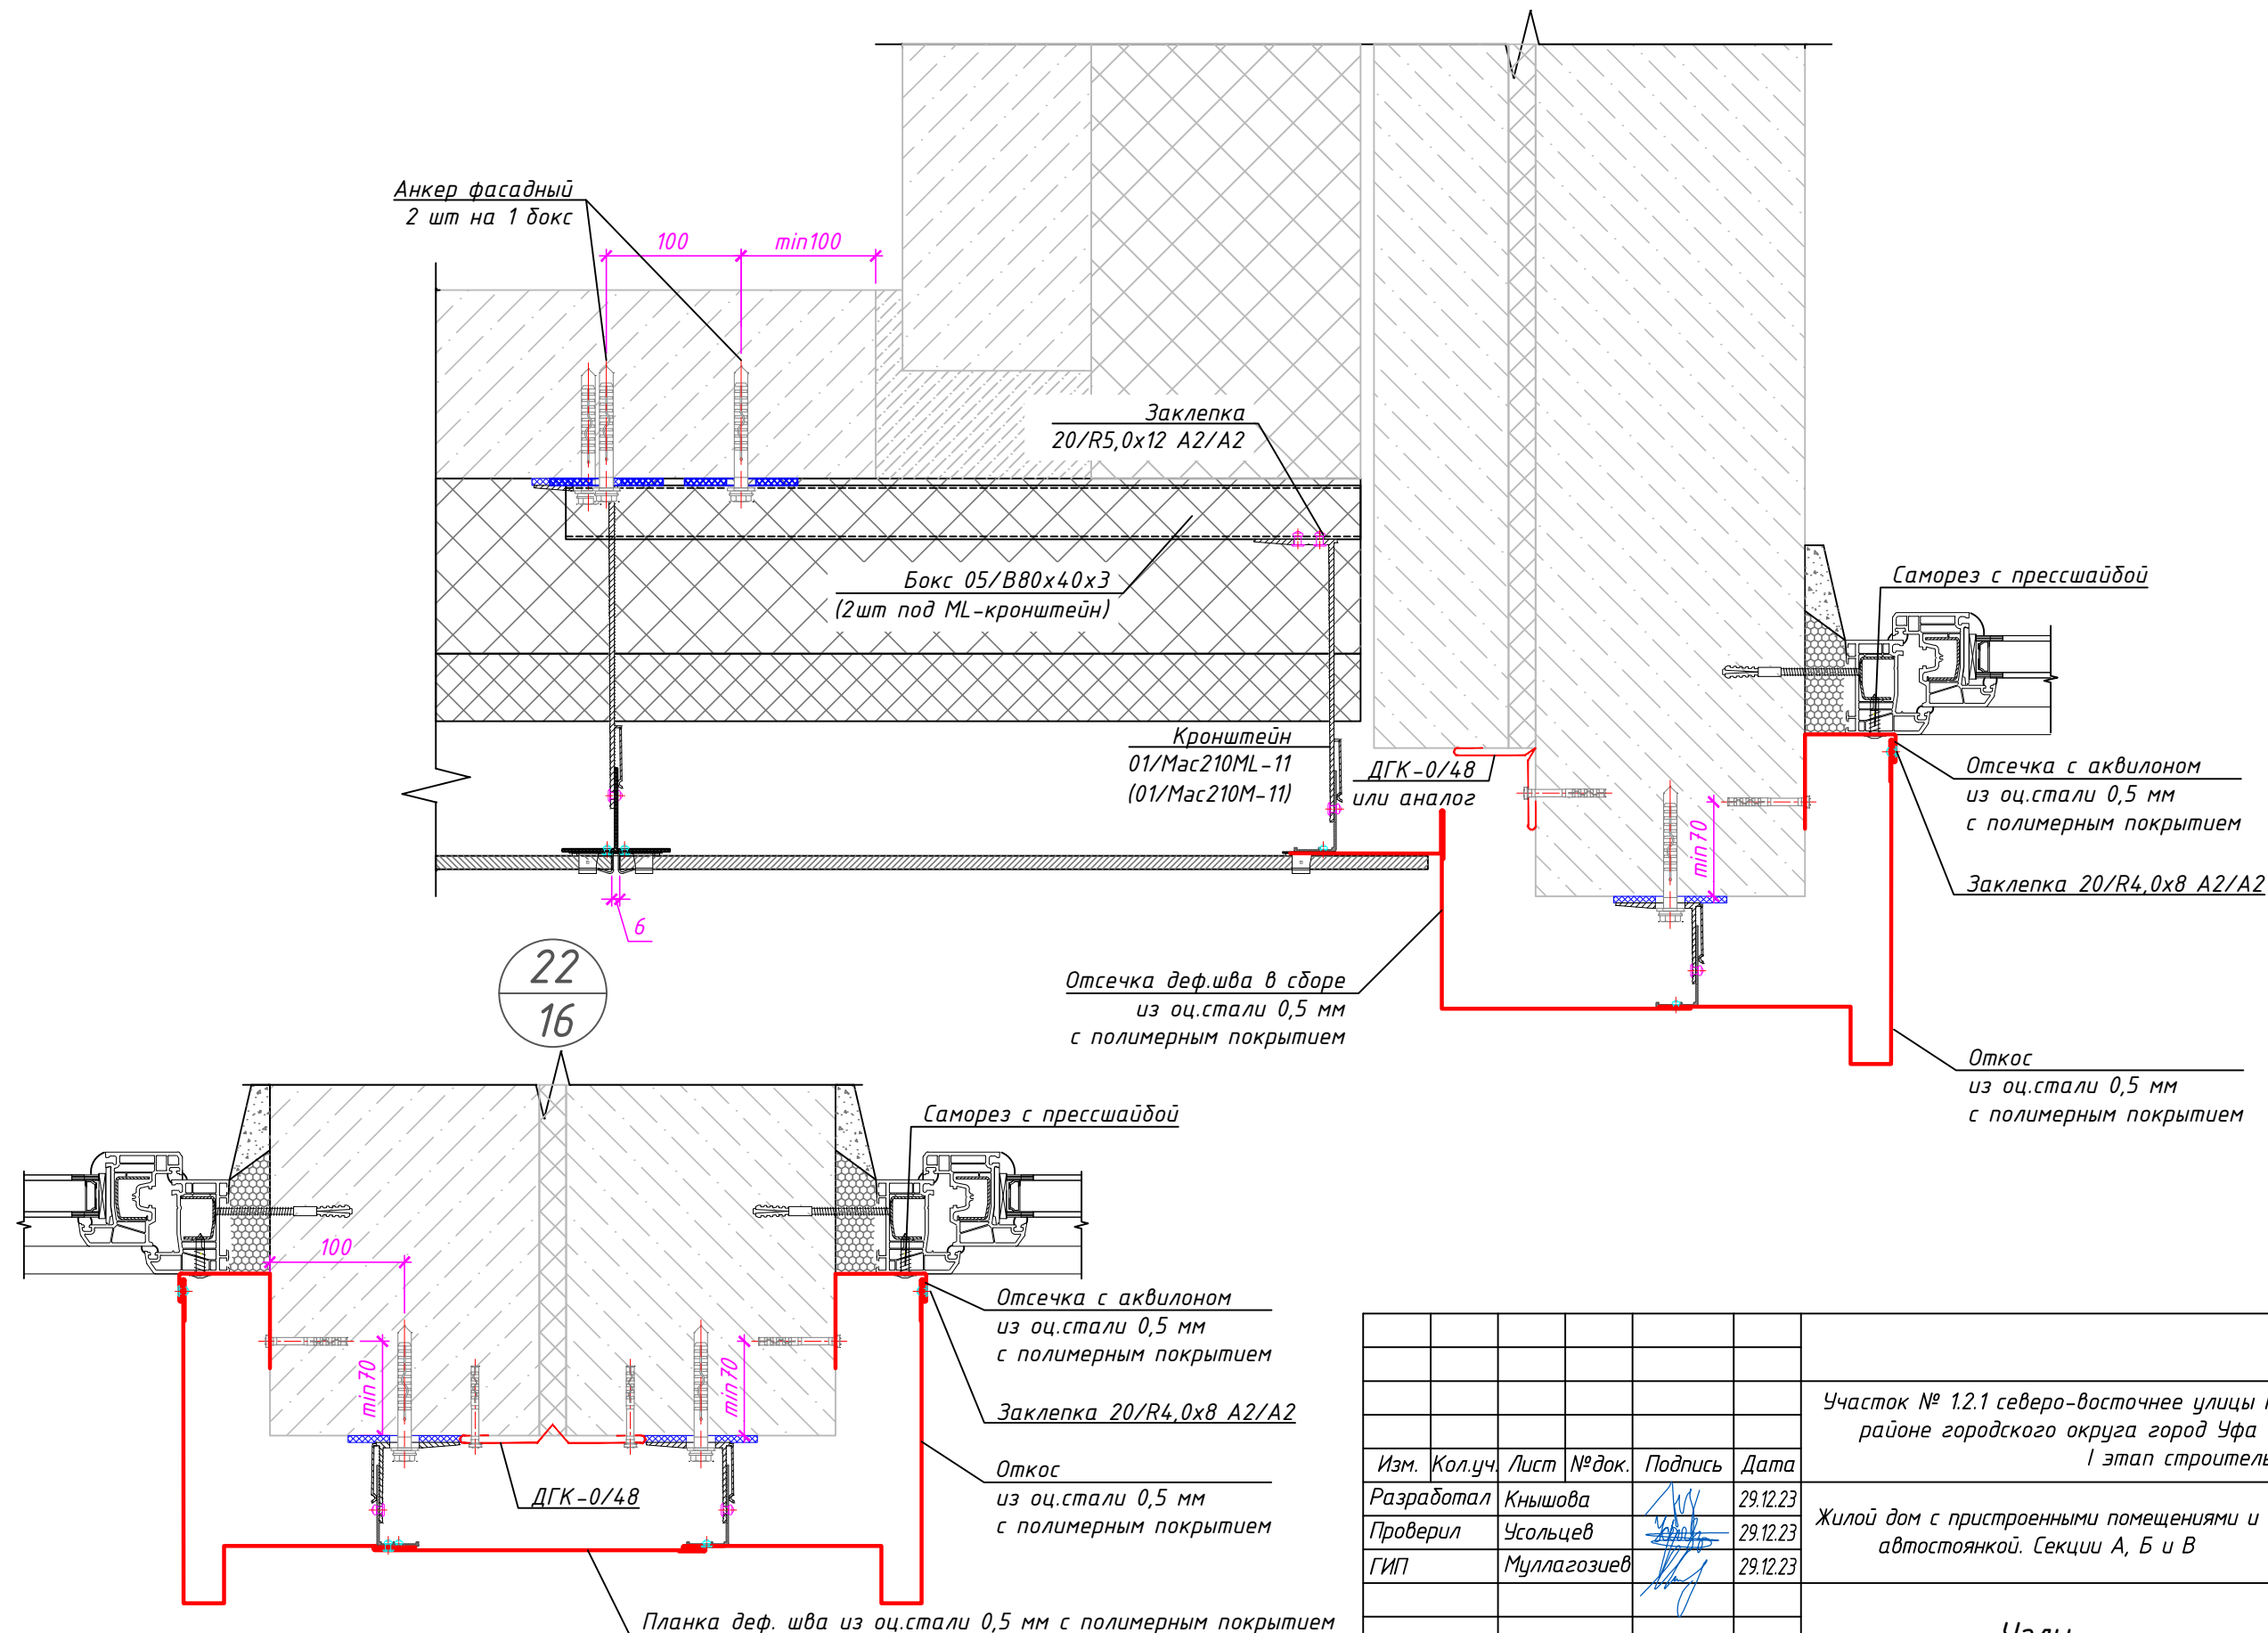 Анкер фасадный
2 шт на 1 бокс
100
min100
Заклепка
20/R5,0x12 А2/А2
Бокс 05/В80х40х3
(2шт под ML-кронштейн)
Саморез с прессшайбой
Кронштейн
01/Mac210ML-11
(01/Mac210M-11)
ДГК-0/48
или аналог
Отсечка с аквилоном
из оц.стали 0,5 мм
с полимерным покрытием
min70
Заклепка 20/R4,0x8 А2/А2
6
22
16
Отсечка деф.шва в сборе
из оц.стали 0,5 мм
с полимерным покрытием
Откос
из оц.стали 0,5 мм
с полимерным покрытием
Саморез с прессшайбой
100
Отсечка с аквилоном
из оц.стали 0,5 мм
с полимерным покрытием
min70
min70
Заклепка 20/R4,0x8 А2/А2
Откос
из оц.стали 0,5 мм
с полимерным покрытием
ДГК-0/48
Планка деф. шва из оц.стали 0,5 мм с полимерным покрытием
Участок № 1.2.1 северо-восточнее улицы
районе городского округа город Уфа
I этап строитель
Изм. Кол.уч. Лист №док. Подпись Дата
Разработал Кнышова 29.12.23
Проверил Усольцев 29.12.23
ГИП Муллагозиев 29.12.23
Жилой дом с пристроенными помещениями и
автостоянкой. Секции А, Б и В